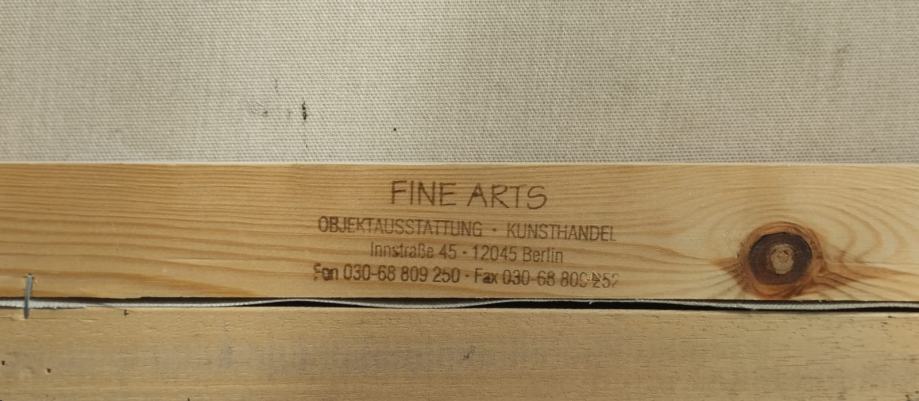 FINE ARTS
OBJEKTAUSSTATTUNG · KUNSTHANDEL
Innstraße 45 · 12045 Berlin
Fon 030-68 809 250 · Fax 030-68 809 252